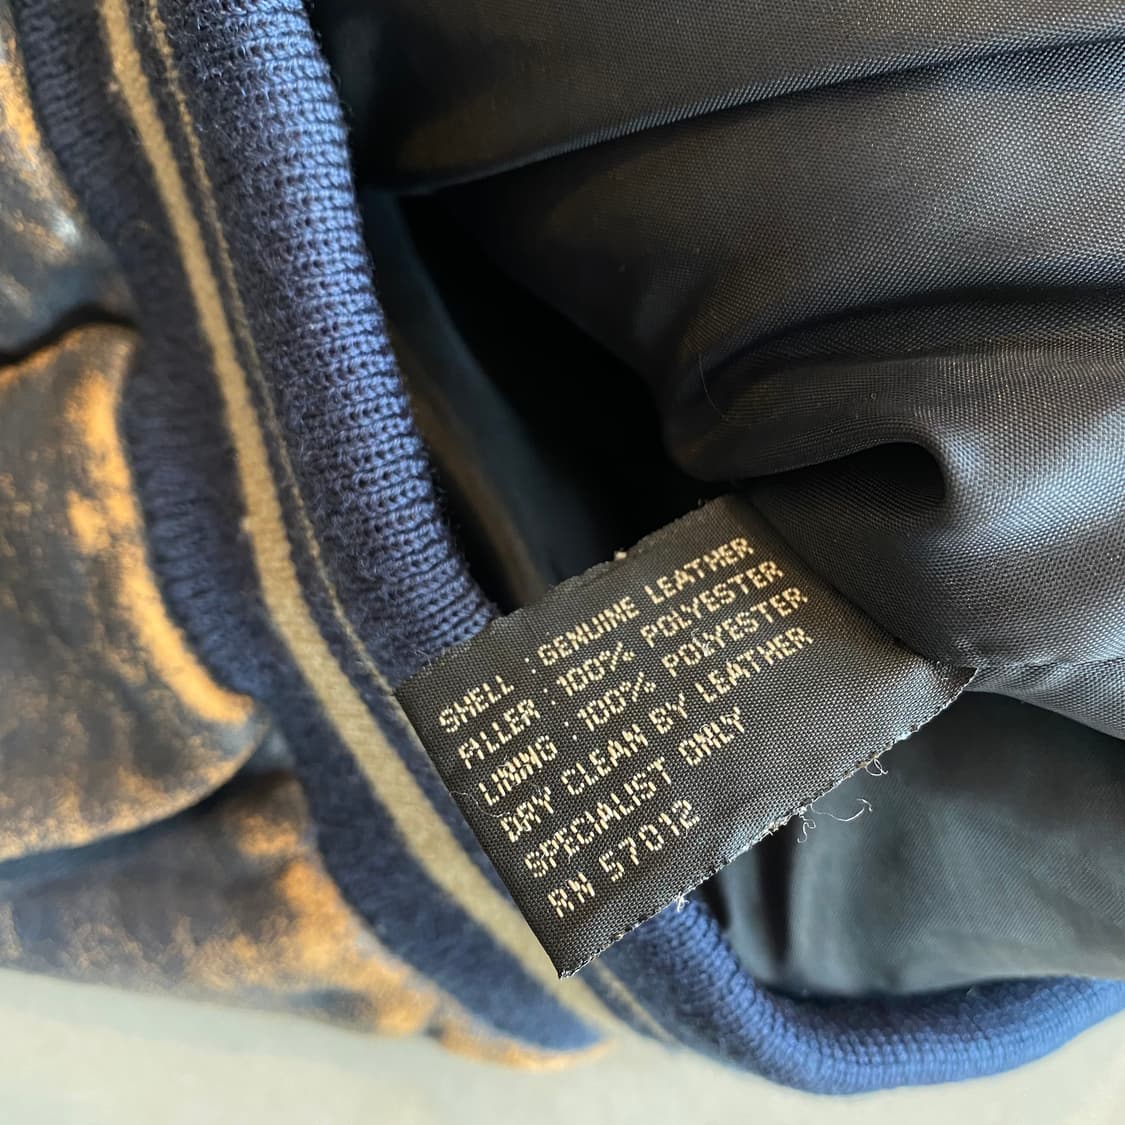 SHELL : GENUINE LEATHER
FILLER : 100% POLYESTER
LINING : 100% POLYESTER
DRY CLEAN BY LEATHER
SPECIALIST ONLY
RN 57012